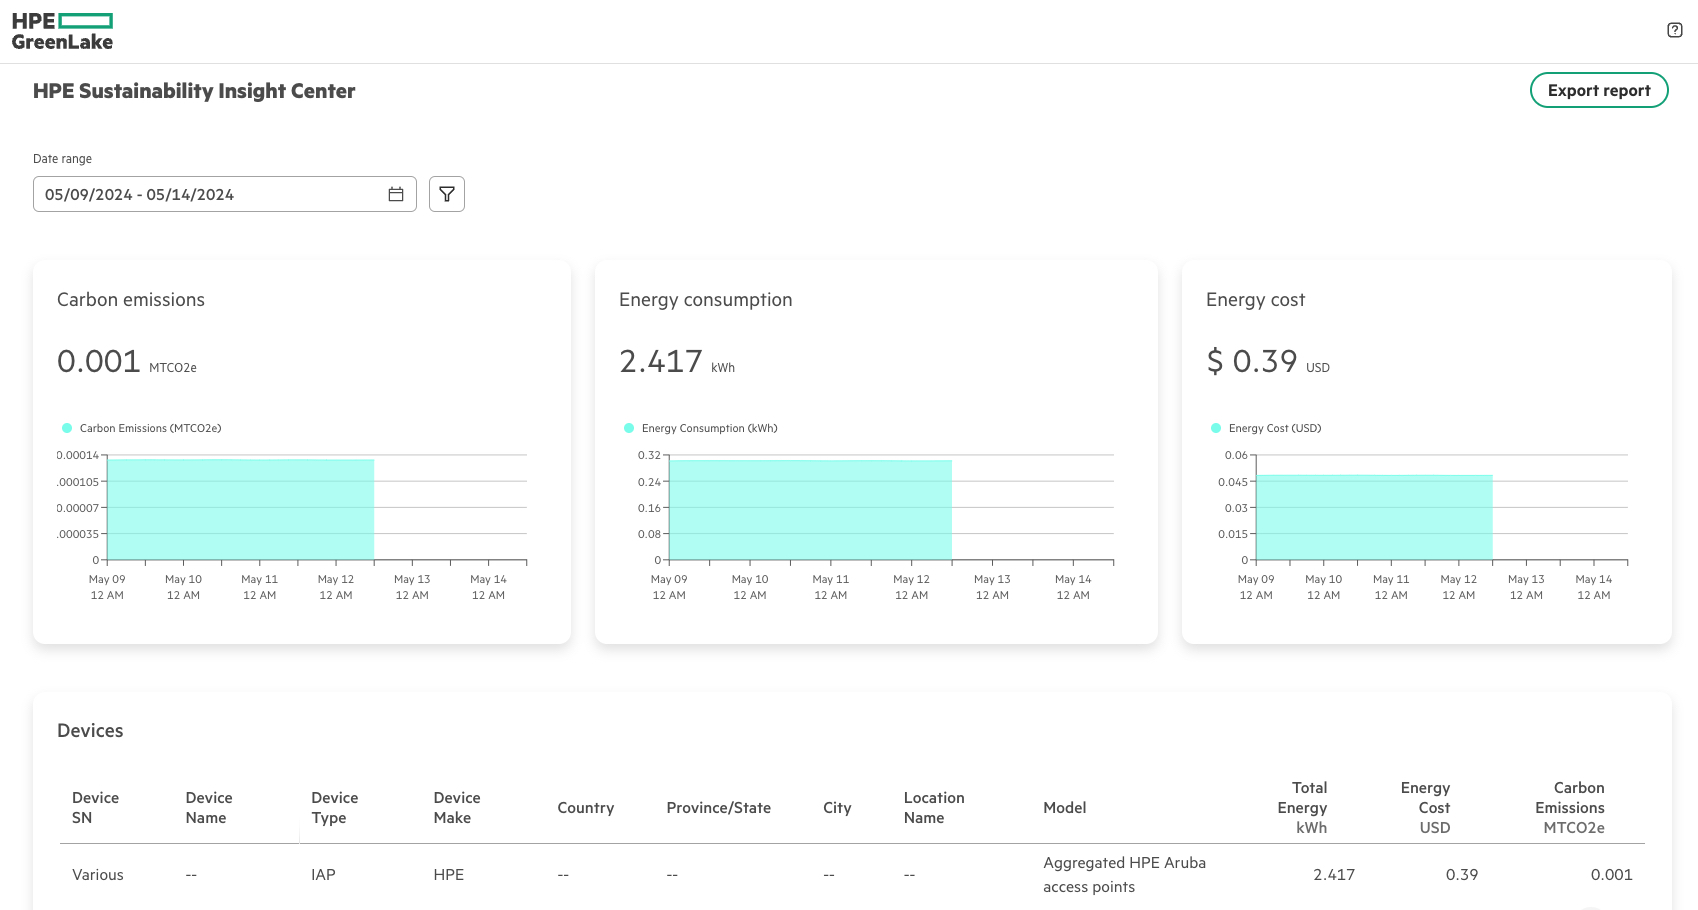 HPE
GreenLake
HPE Sustainability Insight Center
Export report
Date range
05/09/2024 - 05/14/2024
Carbon emissions
0.001 MTCO2e
Carbon Emissions (MTCO2e)
0.00014
.000105
0.00007
.000035
0
May 09 May 10 May 11 May 12 May 13 May 14
12 AM 12 AM 12 AM 12 AM 12 AM 12 AM
Energy consumption
2.417 kWh
Energy Consumption (kWh)
0.32
0.24
0.16
0.08
0
May 09 May 10 May 11 May 12 May 13 May 14
12 AM 12 AM 12 AM 12 AM 12 AM 12 AM
Energy cost
$ 0.39 USD
Energy Cost (USD)
0.06
0.045
0.03
0.015
0
May 09 May 10 May 11 May 12 May 13 May 14
12 AM 12 AM 12 AM 12 AM 12 AM 12 AM
Devices
Device
SN
Device
Name
Device
Type
Device
Make
Country
Province/State
City
Location
Name
Model
Total
Energy
kWh
Energy
Cost
USD
Carbon
Emissions
MTCO2e
Various
--
IAP
HPE
--
--
--
--
Aggregated HPE Aruba
access points
2.417
0.39
0.001